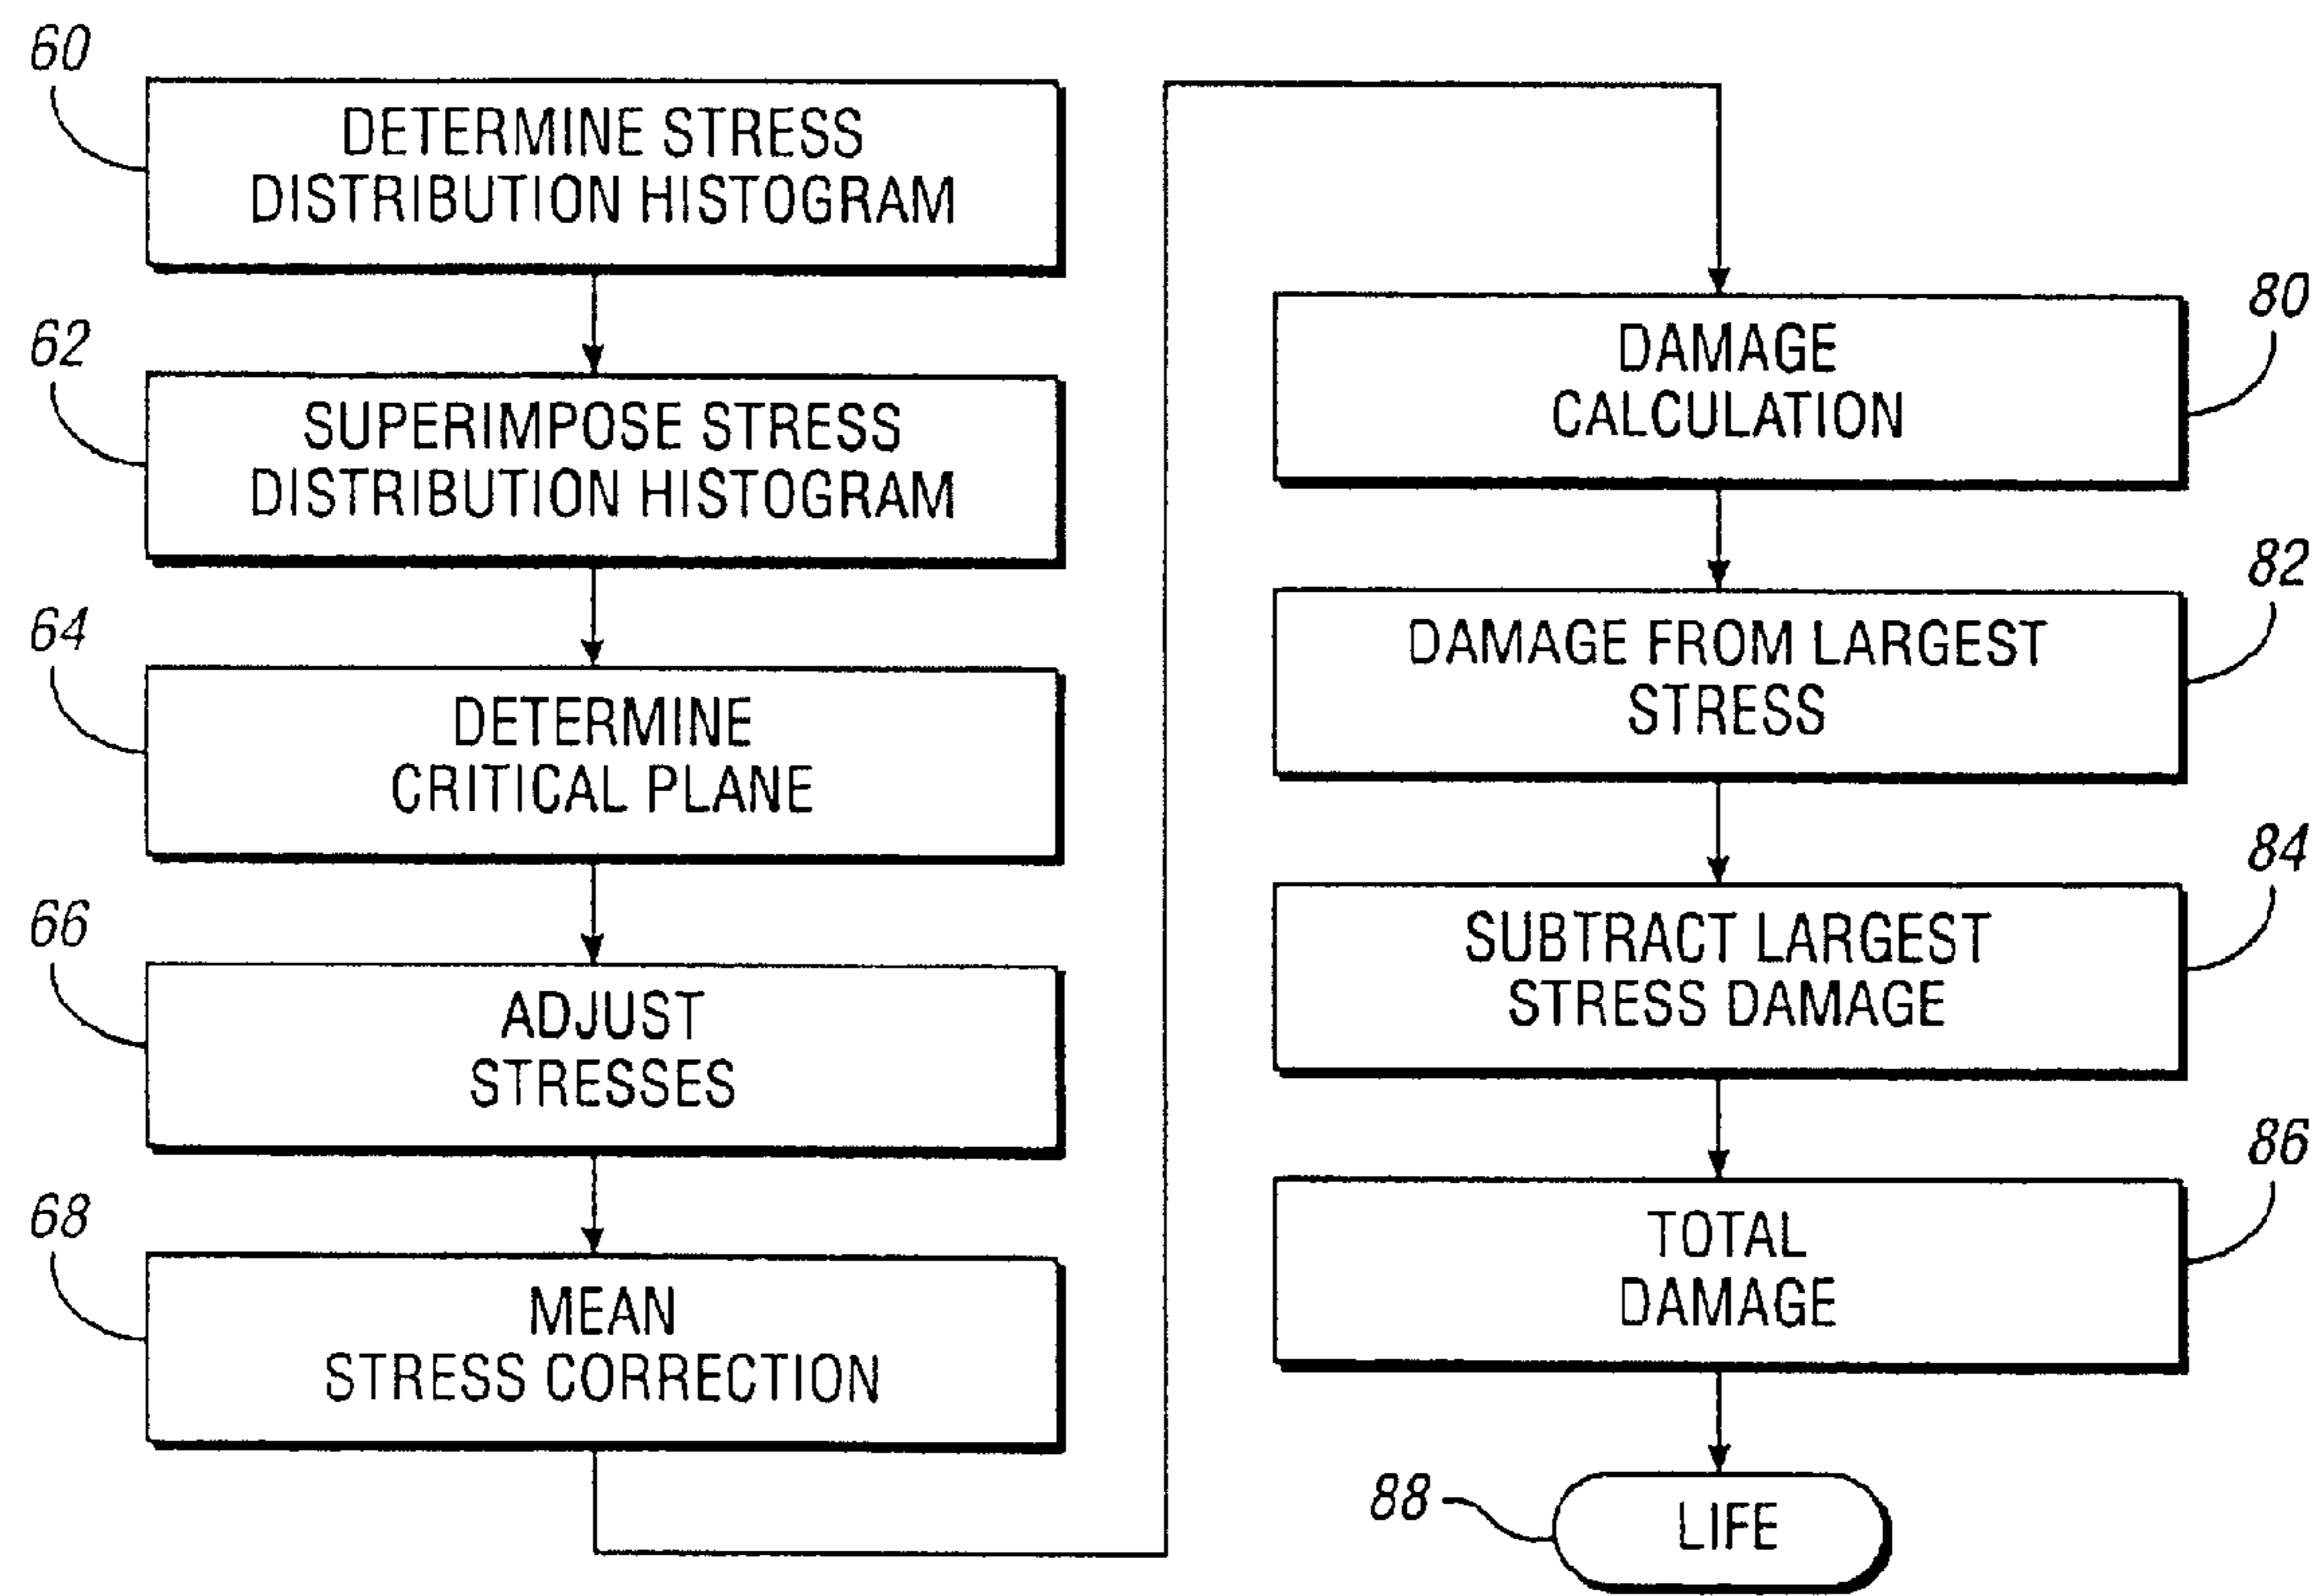 60
DETERMINE STRESS
DISTRIBUTION HISTOGRAM
62
SUPERIMPOSE STRESS
DISTRIBUTION HISTOGRAM
64
DETERMINE
CRITICAL PLANE
66
ADJUST
STRESSES
68
MEAN
STRESS CORRECTION
80
DAMAGE
CALCULATION
82
DAMAGE FROM LARGEST
STRESS
84
SUBTRACT LARGEST
STRESS DAMAGE
86
TOTAL
DAMAGE
88
LIFE